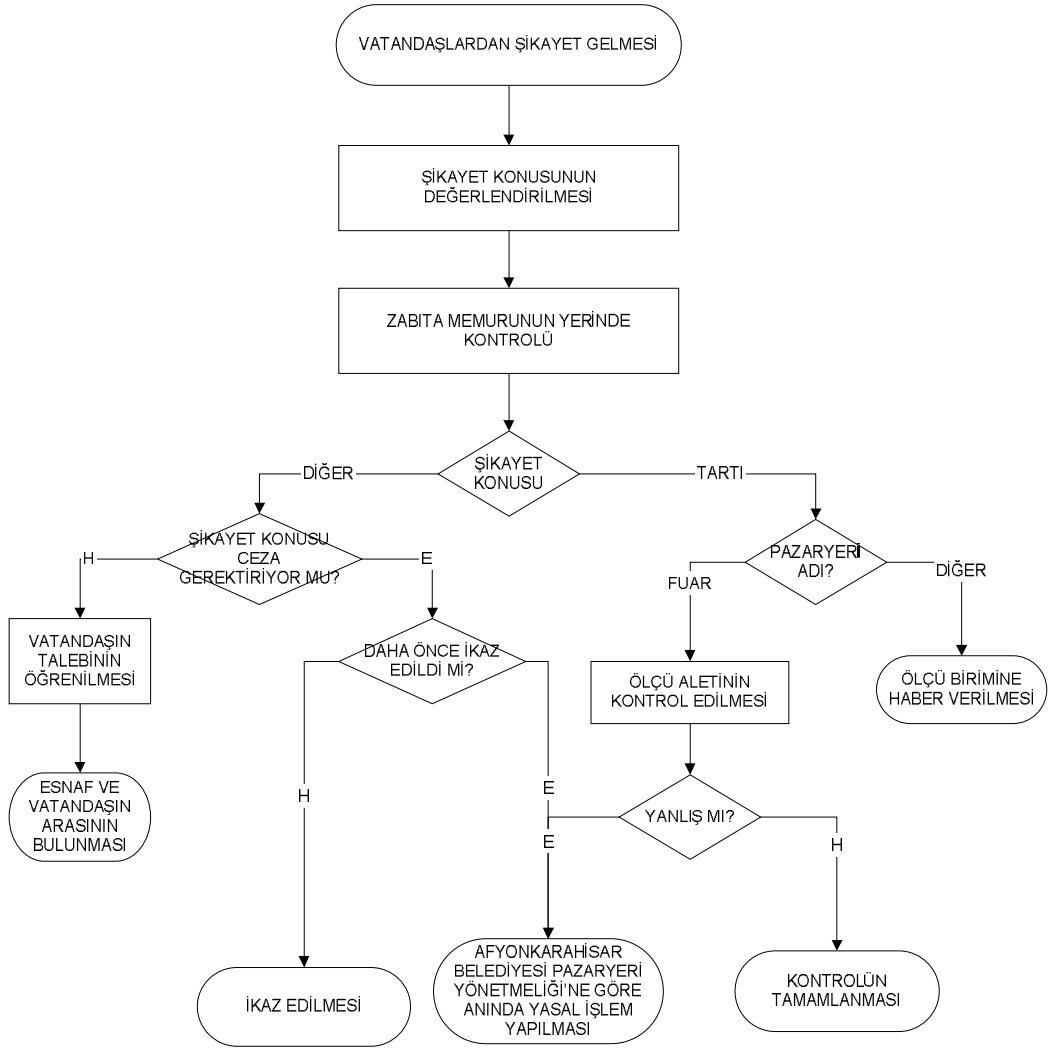 VATANDAŞLARDAN ŞİKAYET GELMESİ
ŞİKAYET KONUSUNUN
DEĞERLENDİRİLMESİ
ZABITA MEMURUNUN YERİNDE
KONTROLÜ
ŞİKAYET
KONUSU
DİĞER
TARTI
ŞİKAYET KONUSU
CEZA
GEREKTİRİYOR MU?
H
E
PAZARYERİ
ADI?
FUAR
DİĞER
VATANDAŞIN
TALEBİNİN
ÖĞRENİLMESİ
DAHA ÖNCE İKAZ
EDİLDİ Mİ?
ÖLÇÜ ALETİNİN
KONTROL EDİLMESİ
ÖLÇÜ BİRİMİNE
HABER VERİLMESİ
ESNAF VE
VATANDAŞIN
ARASININ
BULUNMASI
H
E
YANLIŞ MI?
E
H
İKAZ EDİLMESİ
AFYONKARAHİSAR
BELEDİYESİ PAZARYERİ
YÖNETMELİĞİ’NE GÖRE
ANINDA YASAL İŞLEM
YAPILMASI
KONTROLÜN
TAMAMLANMASI